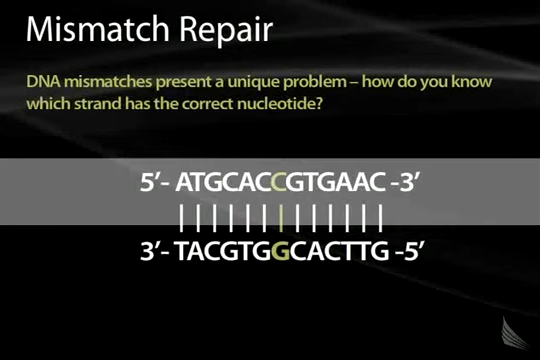 Mismatch Repair
DNA mismatches present a unique problem – how do you know
which strand has the correct nucleotide?
5’- ATGCACCGTGAAC -3’
3’- TACGTGGCACTTG -5’